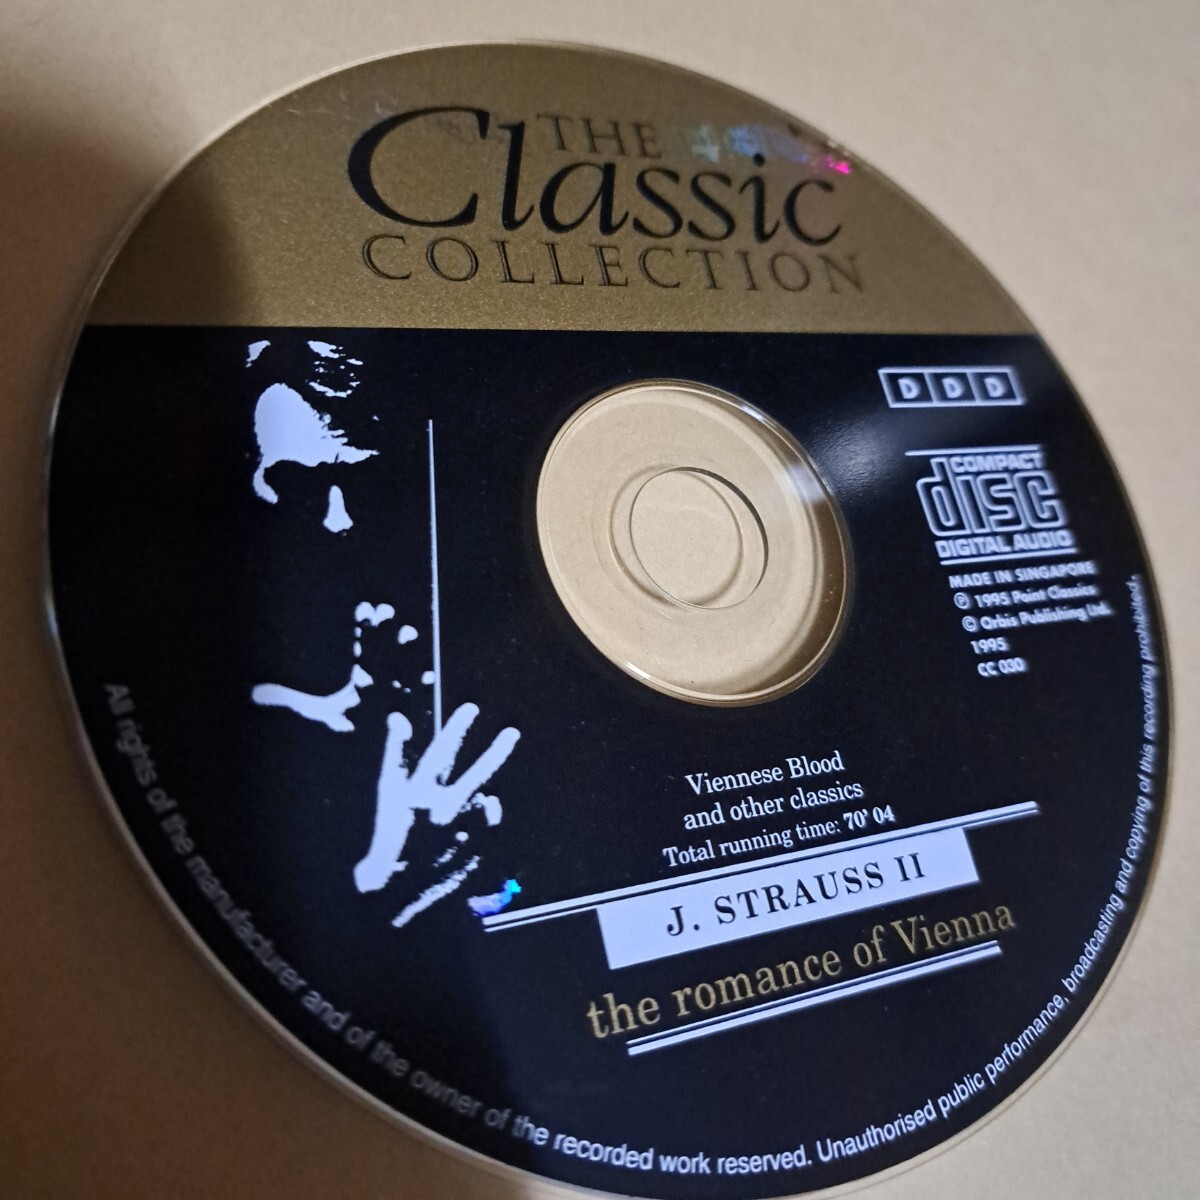 THE
Classic
COLLECTION
DDD
COMPACT
disc
DIGITAL AUDIO
MADE IN SINGAPORE
Ⓟ 1995 Point Classics
© Orbis Publishing Ltd.
1995
CC 030
Viennese Blood
and other classics
Total running time: 70' 04
J. STRAUSS II
the romance of Vienna
All rights of the manufacturer and of the owner of the recorded work reserved. Unauthorised public performance, broadcasting and copying of this recording prohibited.